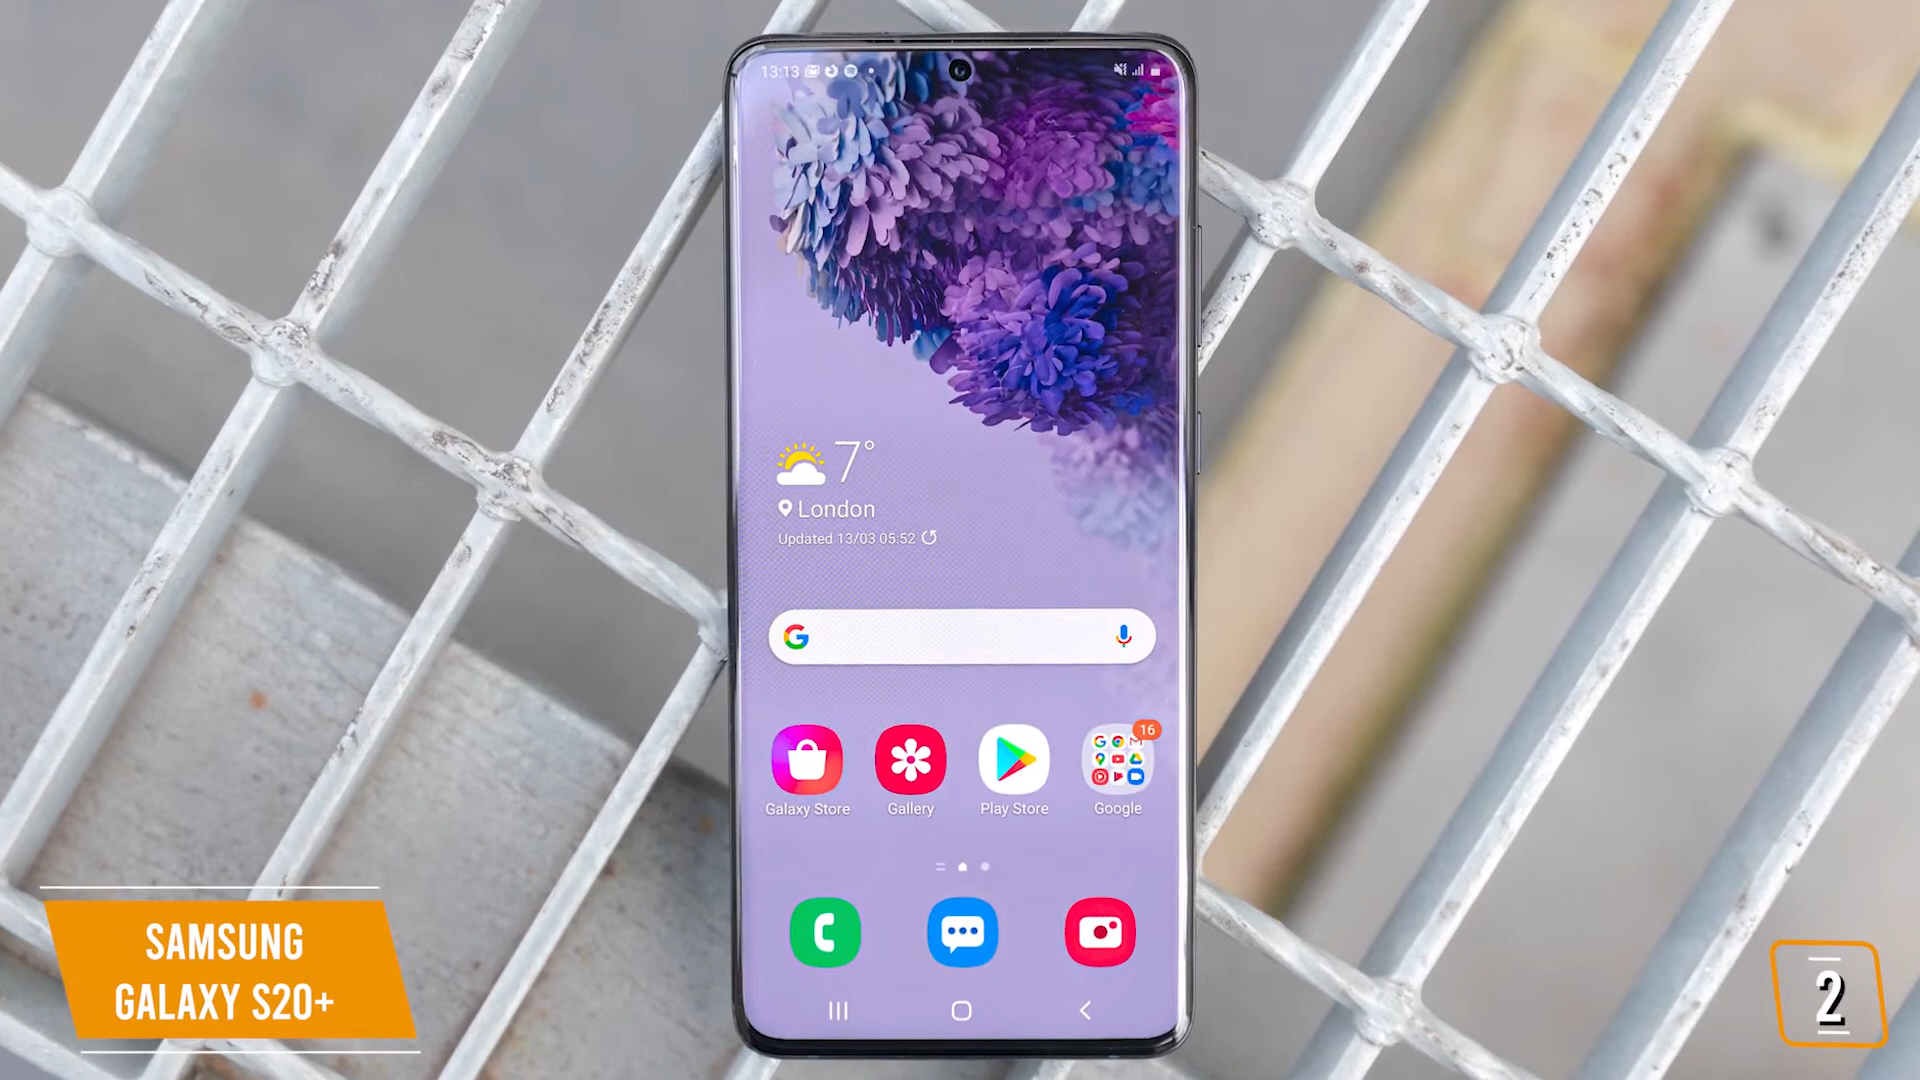 13:13
7°
London
Updated 13/03 05:52
16
Galaxy Store
Gallery
Play Store
Google
SAMSUNG
GALAXY S20+
2